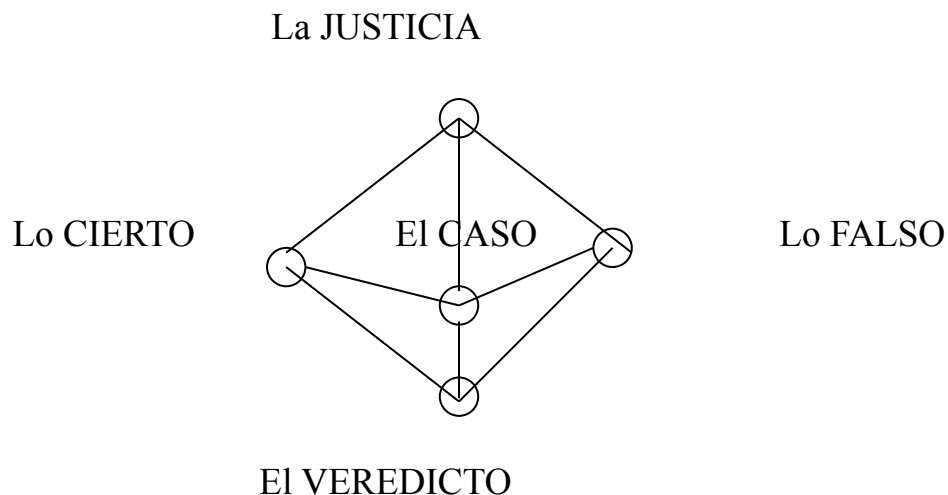 La JUSTICIA
Lo CIERTO
El CASO
Lo FALSO
El VEREDICTO